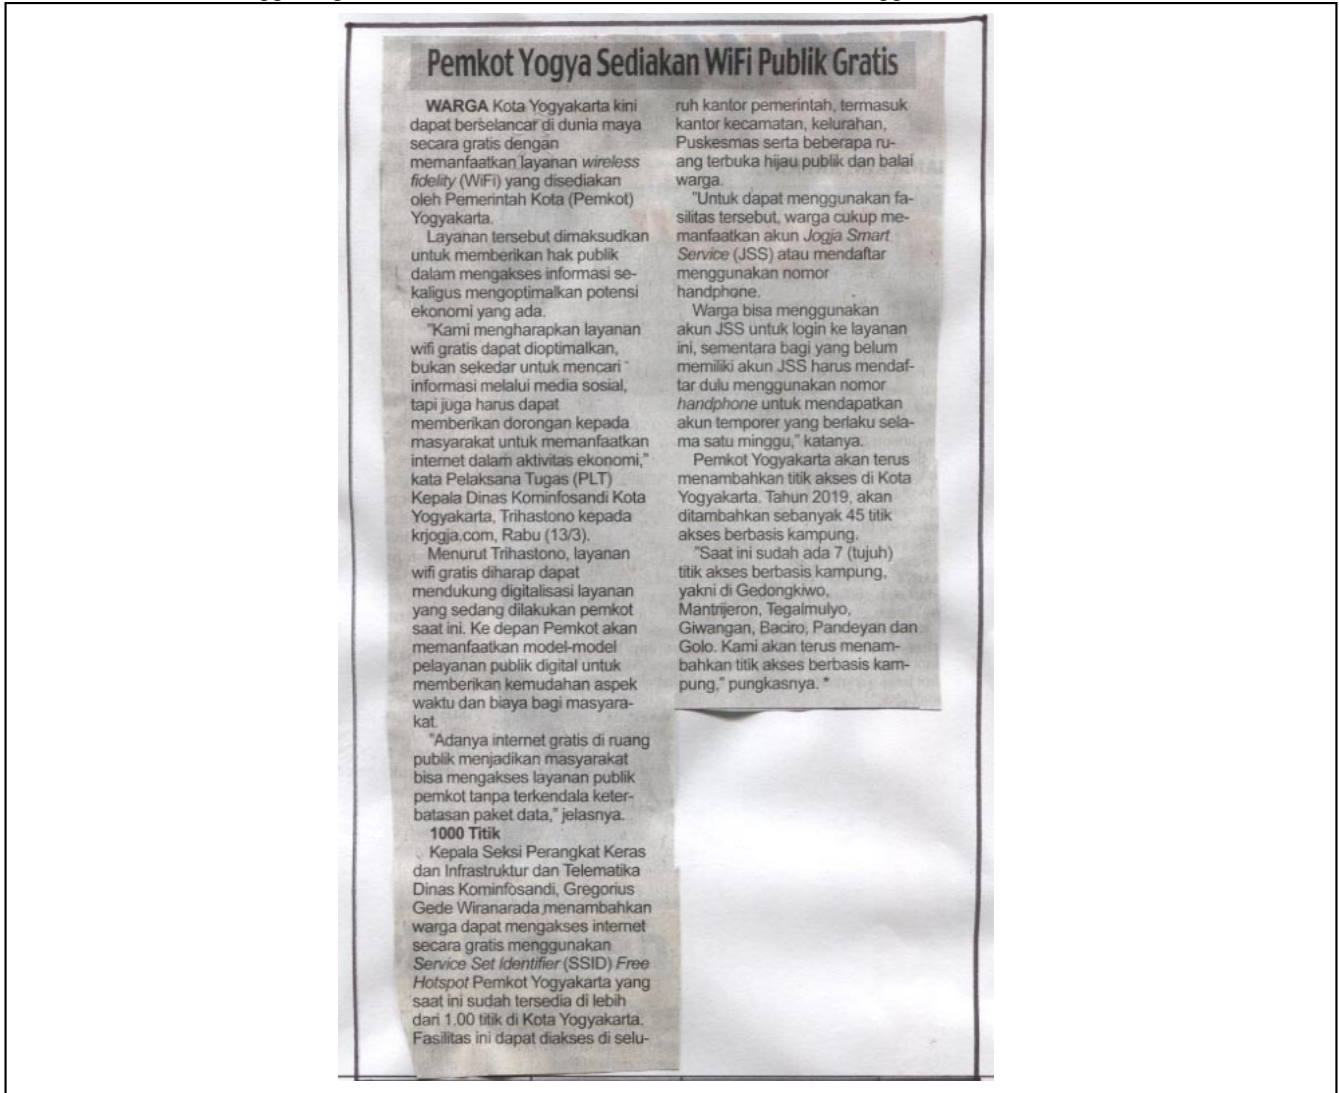 Pemkot Yogya Sediakan WiFi Publik Gratis
WARGA Kota Yogyakarta kini
dapat berselancar di dunia maya
secara gratis dengan
memanfaatkan layanan wireless
fidelity (WiFi) yang disediakan
oleh Pemerintah Kota (Pemkot)
Yogyakarta.
Layanan tersebut dimaksudkan
untuk memberikan hak publik
dalam mengakses informasi se-
kaligus mengoptimalkan potensi
ekonomi yang ada.
"Kami mengharapkan layanan
wifi gratis dapat dioptimalkan,
bukan sekedar untuk mencari
informasi melalui media sosial,
tapi juga harus dapat
memberikan dorongan kepada
masyarakat untuk memanfaatkan
internet dalam aktivitas ekonomi,"
kata Pelaksana Tugas (PLT)
Kepala Dinas Kominfosandi Kota
Yogyakarta, Trihastono kepada
krjogja.com, Rabu (13/3).
Menurut Trihastono, layanan
wifi gratis diharap dapat
mendukung digitalisasi layanan
yang sedang dilakukan pemkot
saat ini. Ke depan Pemkot akan
memanfaatkan model-model
pelayanan publik digital untuk
memberikan kemudahan aspek
waktu dan biaya bagi masyara-
kat.
"Adanya internet gratis di ruang
publik menjadikan masyarakat
bisa mengakses layanan publik
pemkot tanpa terkendala keter-
batasan paket data," jelasnya.
1000 Titik
Kepala Seksi Perangkat Keras
dan Infrastruktur dan Telematika
Dinas Kominfosandi, Gregorius
Gede Wiranarada menambahkan
warga dapat mengakses internet
secara gratis menggunakan
Service Set Identifier (SSID) Free
Hotspot Pemkot Yogyakarta yang
saat ini sudah tersedia di lebih
dari 1.00 titik di Kota Yogyakarta.
Fasilitas ini dapat diakses di selu-
ruh kantor pemerintah, termasuk
kantor kecamatan, kelurahan,
Puskesmas serta beberapa ru-
ang terbuka hijau publik dan balai
warga.
"Untuk dapat menggunakan fa-
silitas tersebut, warga cukup me-
manfaatkan akun Jogja Smart
Service (JSS) atau mendaftar
menggunakan nomor
handphone.
Warga bisa menggunakan
akun JSS untuk login ke layanan
ini, sementara bagi yang belum
memiliki akun JSS harus mendaf-
tar dulu menggunakan nomor
handphone untuk mendapatkan
akun temporer yang berlaku sela-
ma satu minggu," katanya.
Pemkot Yogyakarta akan terus
menambahkan titik akses di Kota
Yogyakarta. Tahun 2019, akan
ditambahkan sebanyak 45 titik
akses berbasis kampung.
"Saat ini sudah ada 7 (tujuh)
titik akses berbasis kampung,
yakni di Gedongkiwo,
Mantrijeron, Tegalmulyo,
Giwangan, Baciro, Pandeyan dan
Golo. Kami akan terus menam-
bahkan titik akses berbasis kam-
pung," pungkasnya. *